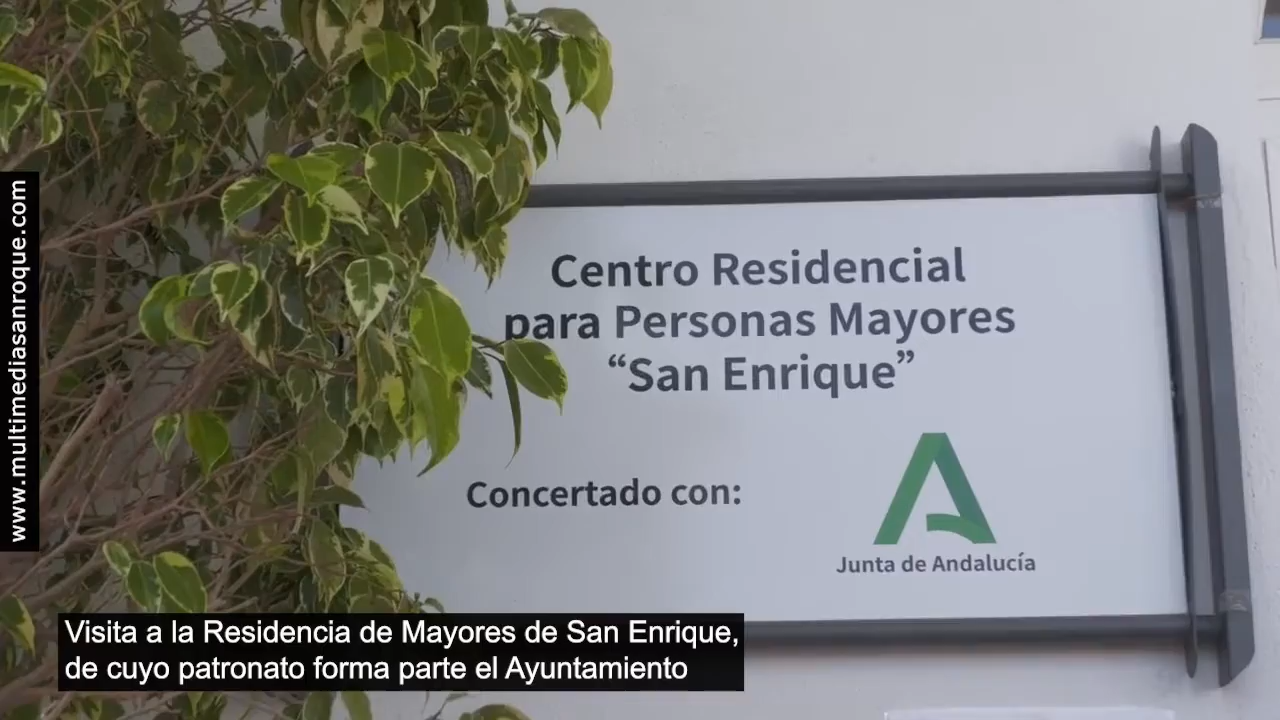 Centro Residencial
para Personas Mayores
“San Enrique”
Concertado con:
Junta de Andalucía
www.multimediasanroque.com
Visita a la Residencia de Mayores de San Enrique,
de cuyo patronato forma parte el Ayuntamiento